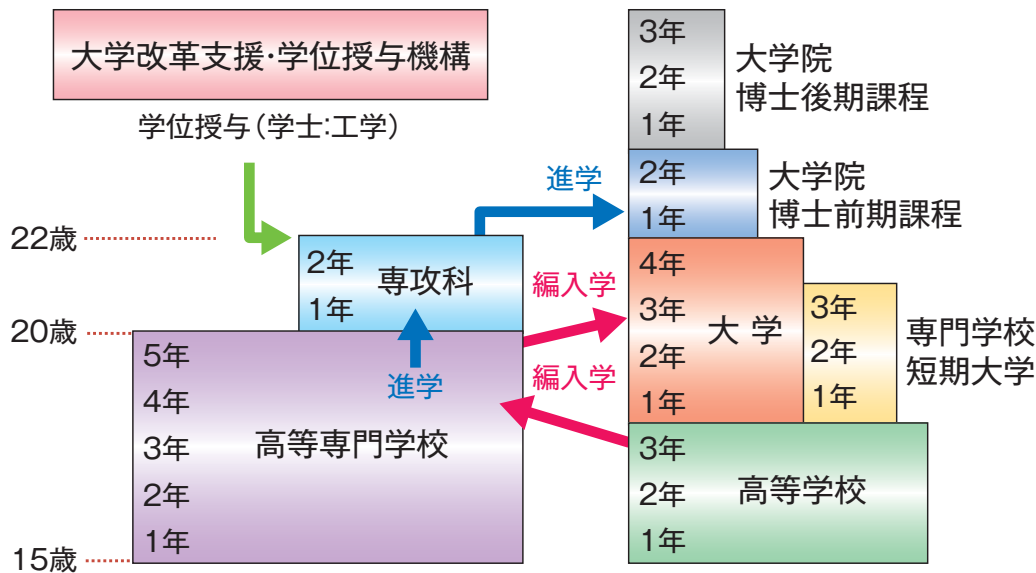 大学改革支援・学位授与機構
学位授与(学士:工学)
22歳
20歳
15歳
2年
1年
専攻科
5年
4年
3年
2年
1年
高等専門学校
進学
進学
編入学
編入学
3年
2年
1年
大学院
博士後期課程
2年
1年
大学院
博士前期課程
4年
3年
2年
1年
大 学
3年
2年
1年
専門学校
短期大学
3年
2年
1年
高等学校